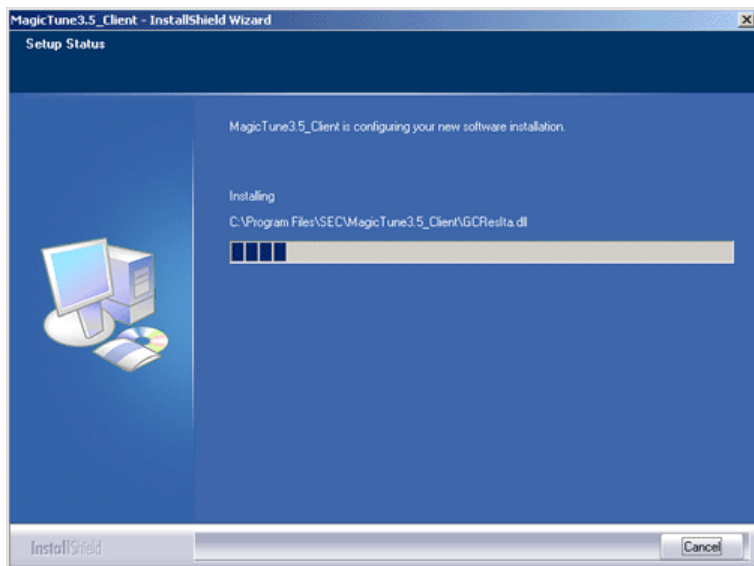 MagicTune3.5_Client - InstallShield Wizard
Setup Status
MagicTune3.5_Client is configuring your new software installation.
Installing
C:\Program Files\SEC\MagicTune3.5_Client\GCResIta.dll
InstallShield
Cancel